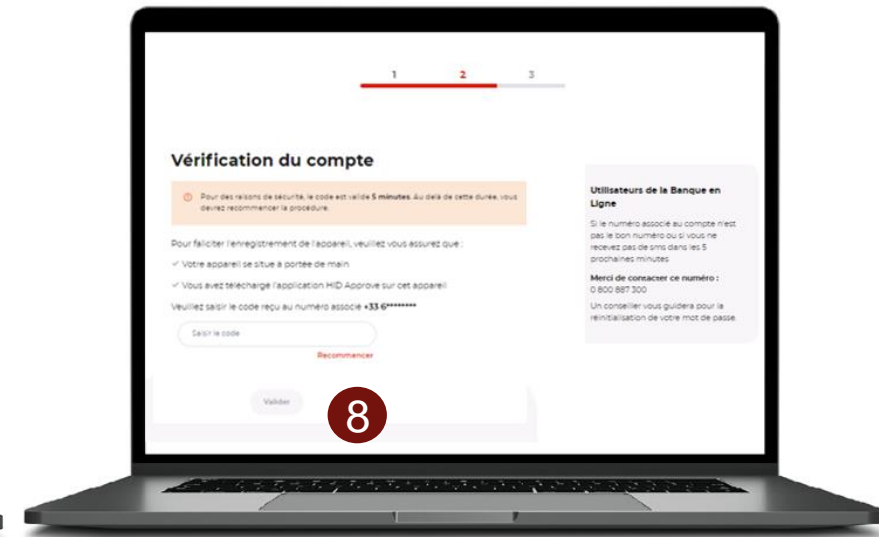 1 2 3
Vérification du compte
Pour des raisons de sécurité, le code est valide 5 minutes. Au delà de cette durée, vous
devrez recommencer la procédure.
Pour faliciter l'enregistrement de l'appareil, veuillez vous assurez que :
Votre appareil se situe à portée de main
Vous avez téléchargé l'application HID Approve sur cet appareil
Veuillez saisir le code reçu au numéro associé +33 6********
Saisir le code
Recommencer
Valider
8
Utilisateurs de la Banque en
Ligne
Si le numéro associé au compte n'est
pas le bon numéro ou si vous ne
recevez pas de sms dans les 5
prochaines minutes
Merci de contacter ce numéro :
0 800 887 300
Un conseiller vous guidera pour la
réinitialisation de votre mot de passe.